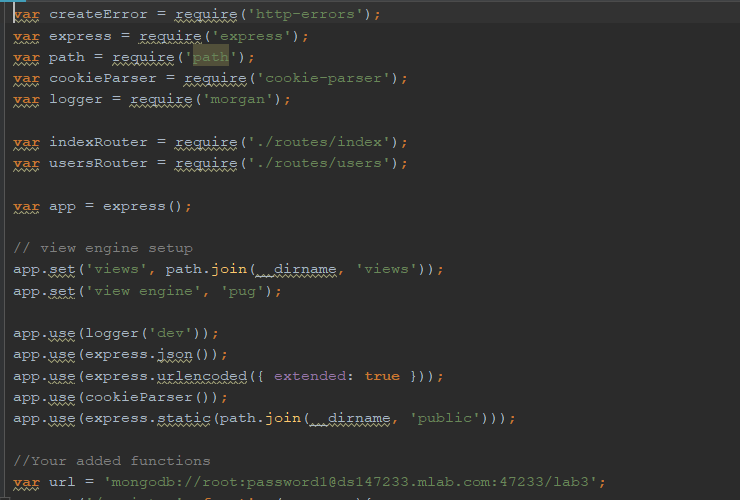 var createError = require('http-errors');
var express = require('express');
var path = require('path');
var cookieParser = require('cookie-parser');
var logger = require('morgan');
var indexRouter = require('./routes/index');
var usersRouter = require('./routes/users');
var app = express();
// view engine setup
app.set('views', path.join(__dirname, 'views'));
app.set('view engine', 'pug');
app.use(logger('dev'));
app.use(express.json());
app.use(express.urlencoded({ extended: true }));
app.use(cookieParser());
app.use(express.static(path.join(__dirname, 'public')));
//Your added functions
var url = 'mongodb://root:password1@ds147233.mlab.com:47233/lab3';